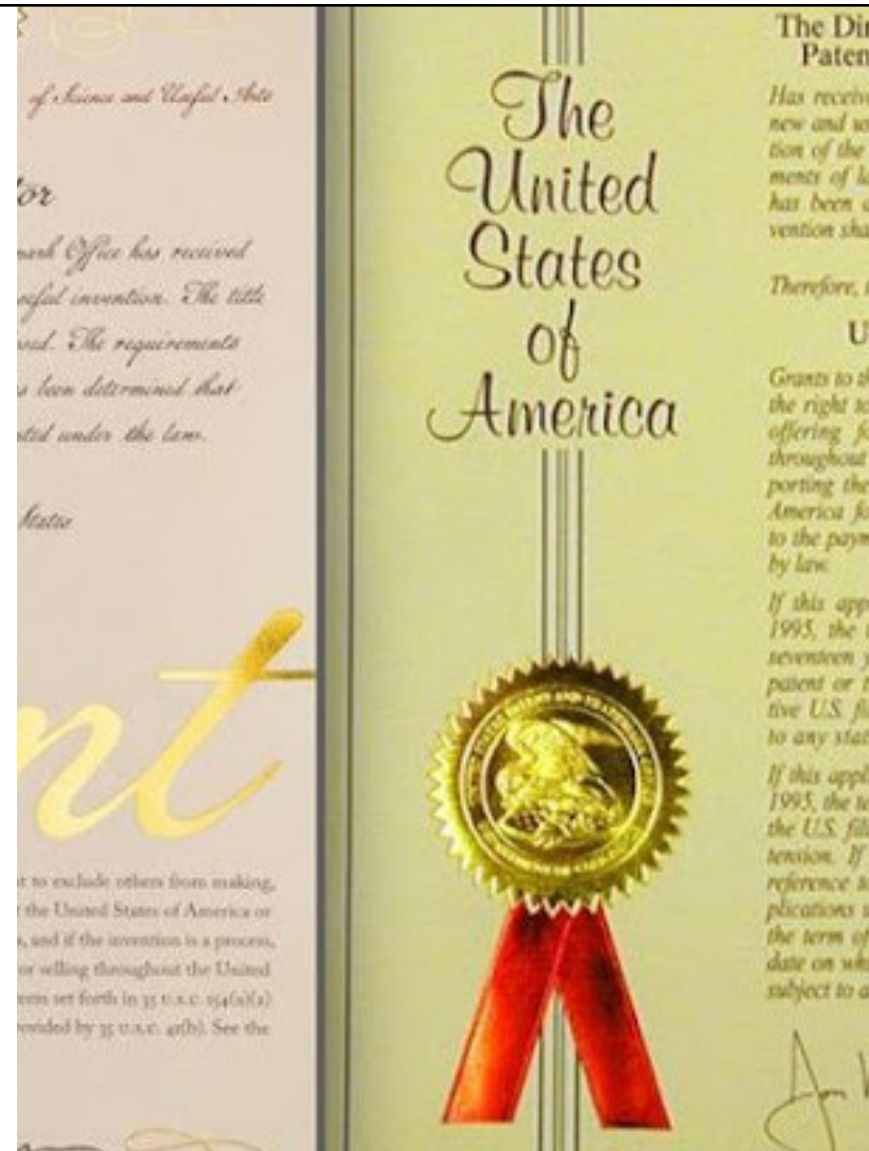 of Science and Useful Arts
or
mark Office has received
useful invention. The title
The requirements
been determined that
under the law.
States
nt
to exclude others from making,
the United States of America or
, and if the invention is a process,
or selling throughout the United
set forth in 35 U.S.C. 154(a)(2)
by 35 U.S.C. 41(b). See the
The
United
States
of
America
The Dir
Paten
Has receiv
new and
tion of the
ments of la
has been
vention sha
Therefore,
U
Grants to th
the right to
offering fo
throughout
porting the
America fo
to the paym
by law.
If this app
1995, the
seventeen y
patent or t
tive U.S. fi
to any stat
If this appl
1995, the te
the U.S. fili
tension. If
reference to
plications
the term of
date on whi
subject to a